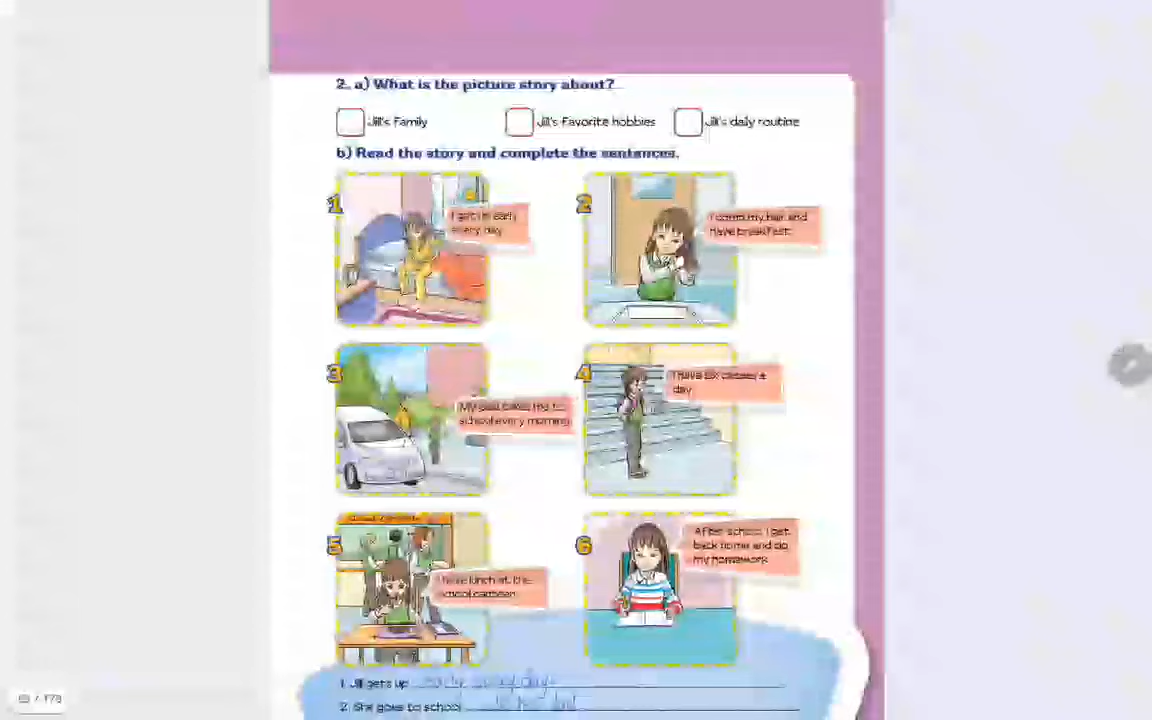 2. a) What is the picture story about?
Jill's Family
Jill's Favorite hobbies
Jill's daily routine
b) Read the story and complete the sentences.
1
I get up early
every day
2
I comb my hair and
have breakfast
3
My dad takes me to
school every morning
4
I have six classes a
day
5
I have lunch at the
school canteen
6
After school I get
back home and do
my homework
1. Jill gets up
2. She goes to school
/ 178